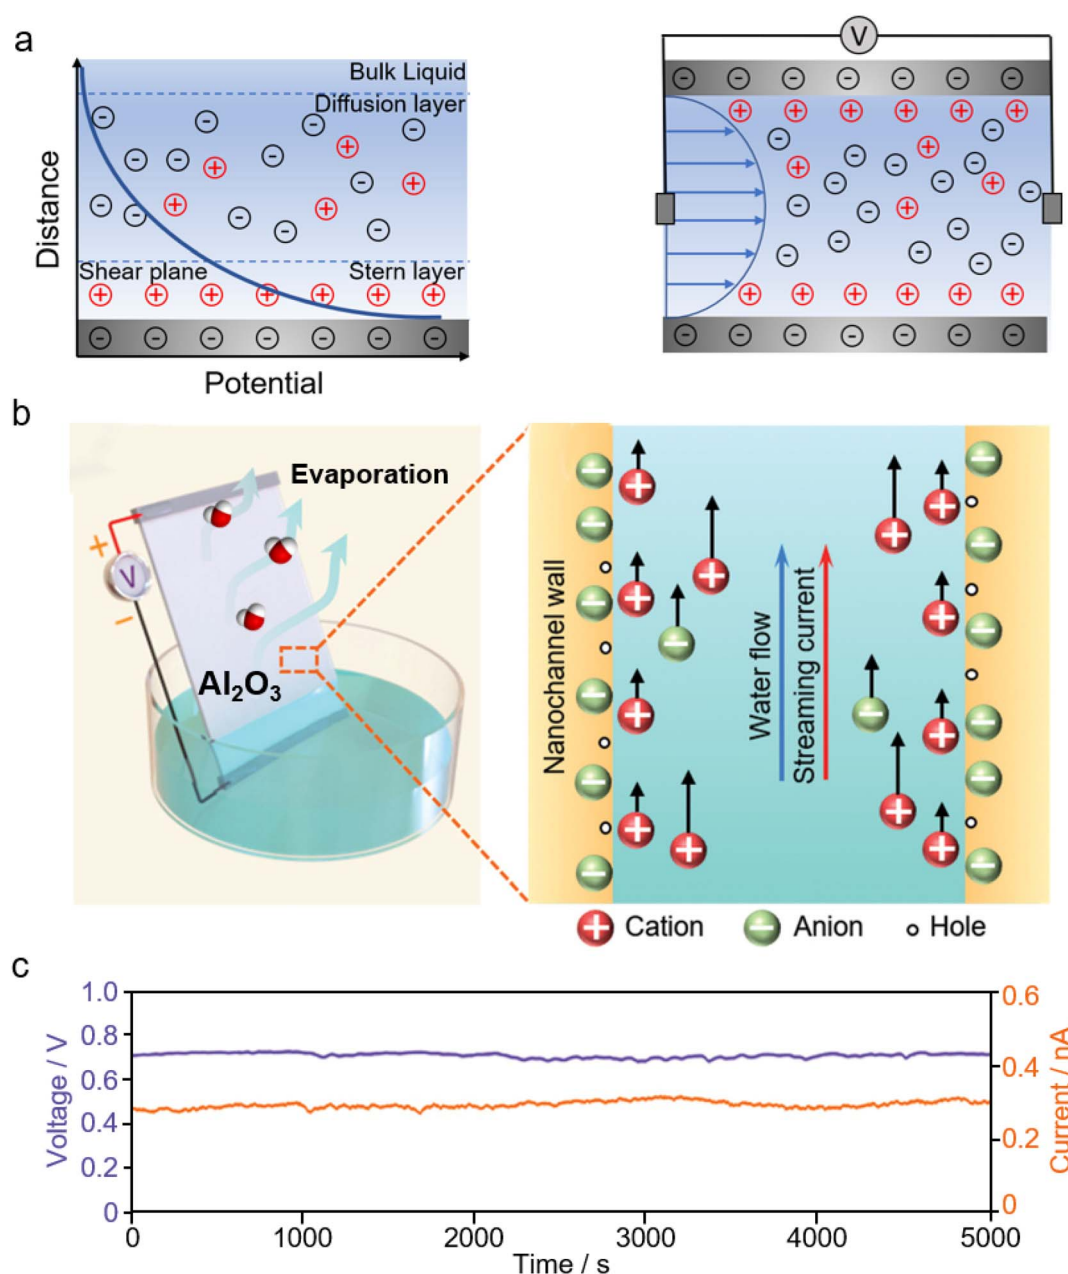 a
Bulk Liquid
Diffusion layer
Shear plane
Stern layer
Distance
Potential
V
b
Evaporation
+
V
−
Al₂O₃
Nanochannel wall
Water flow
Streaming current
Cation
Anion
Hole
c
Voltage / V
1.0
0.8
0.6
0.4
0.2
0
0.6
0.4
0.2
0
Current / nA
0
1000
2000
3000
4000
5000
Time / s